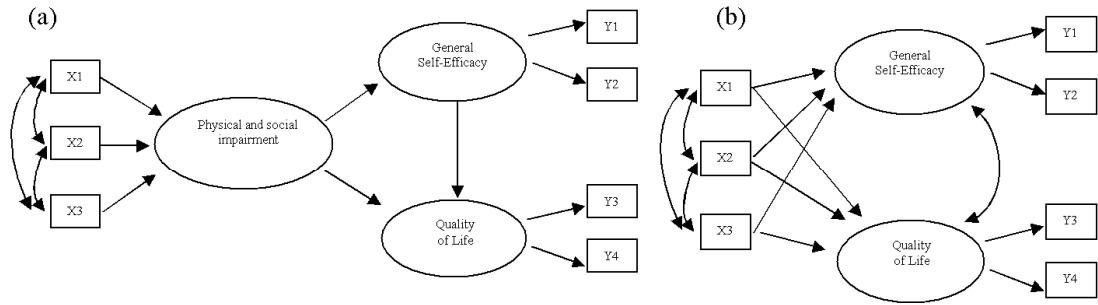 (a)
X1
X2
X3
Physical and social
impairment
General
Self-Efficacy
Quality
of Life
Y1
Y2
Y3
Y4
(b)
X1
X2
X3
General
Self-Efficacy
Quality
of Life
Y1
Y2
Y3
Y4